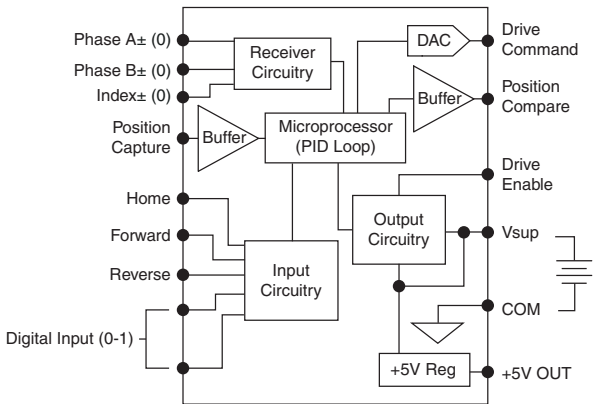 Phase A± (0)
Phase B± (0)
Index± (0)
Position
Capture
Home
Forward
Reverse
Digital Input (0-1)
Receiver
Circuitry
Buffer
Microprocessor
(PID Loop)
Input
Circuitry
DAC
Buffer
Output
Circuitry
+5V Reg
Drive
Command
Position
Compare
Drive
Enable
Vsup
COM
+5V OUT